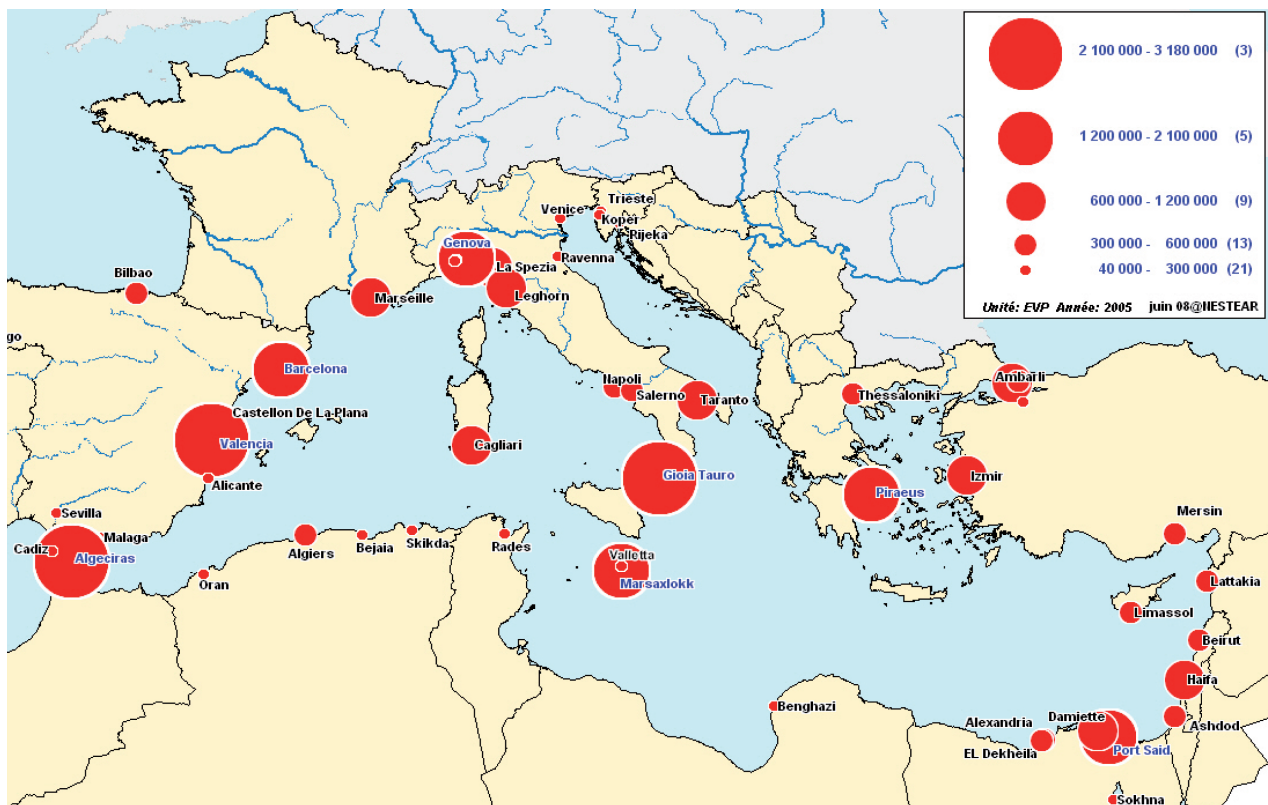 2 100 000 - 3 180 000 (3)
1 200 000 - 2 100 000 (5)
600 000 - 1 200 000 (9)
300 000 - 600 000 (13)
40 000 - 300 000 (21)
Unité: EVP Année: 2005 juin 08@NESTEAR
Trieste
Venice
Koper
Rijeka
Genova
Ravenna
La Spezia
Bilbao
Leghorn
Marseille
go
Barcelona
Ambarli
Napoli
Salerno
Taranto
Thessaloniki
Castellon De La Plana
Valencia
Cagliari
Gioia Tauro
Izmir
Alicante
Piraeus
Sevilla
Mersin
Malaga
Cadiz
Algeciras
Algiers
Bejaia
Skikda
Rades
Valletta
Marsaxlokk
Oran
Lattakia
Limassol
Beirut
Haifa
Benghazi
Alexandria
Damiette
Ashdod
EL Dekheila
Port Said
Sokhna